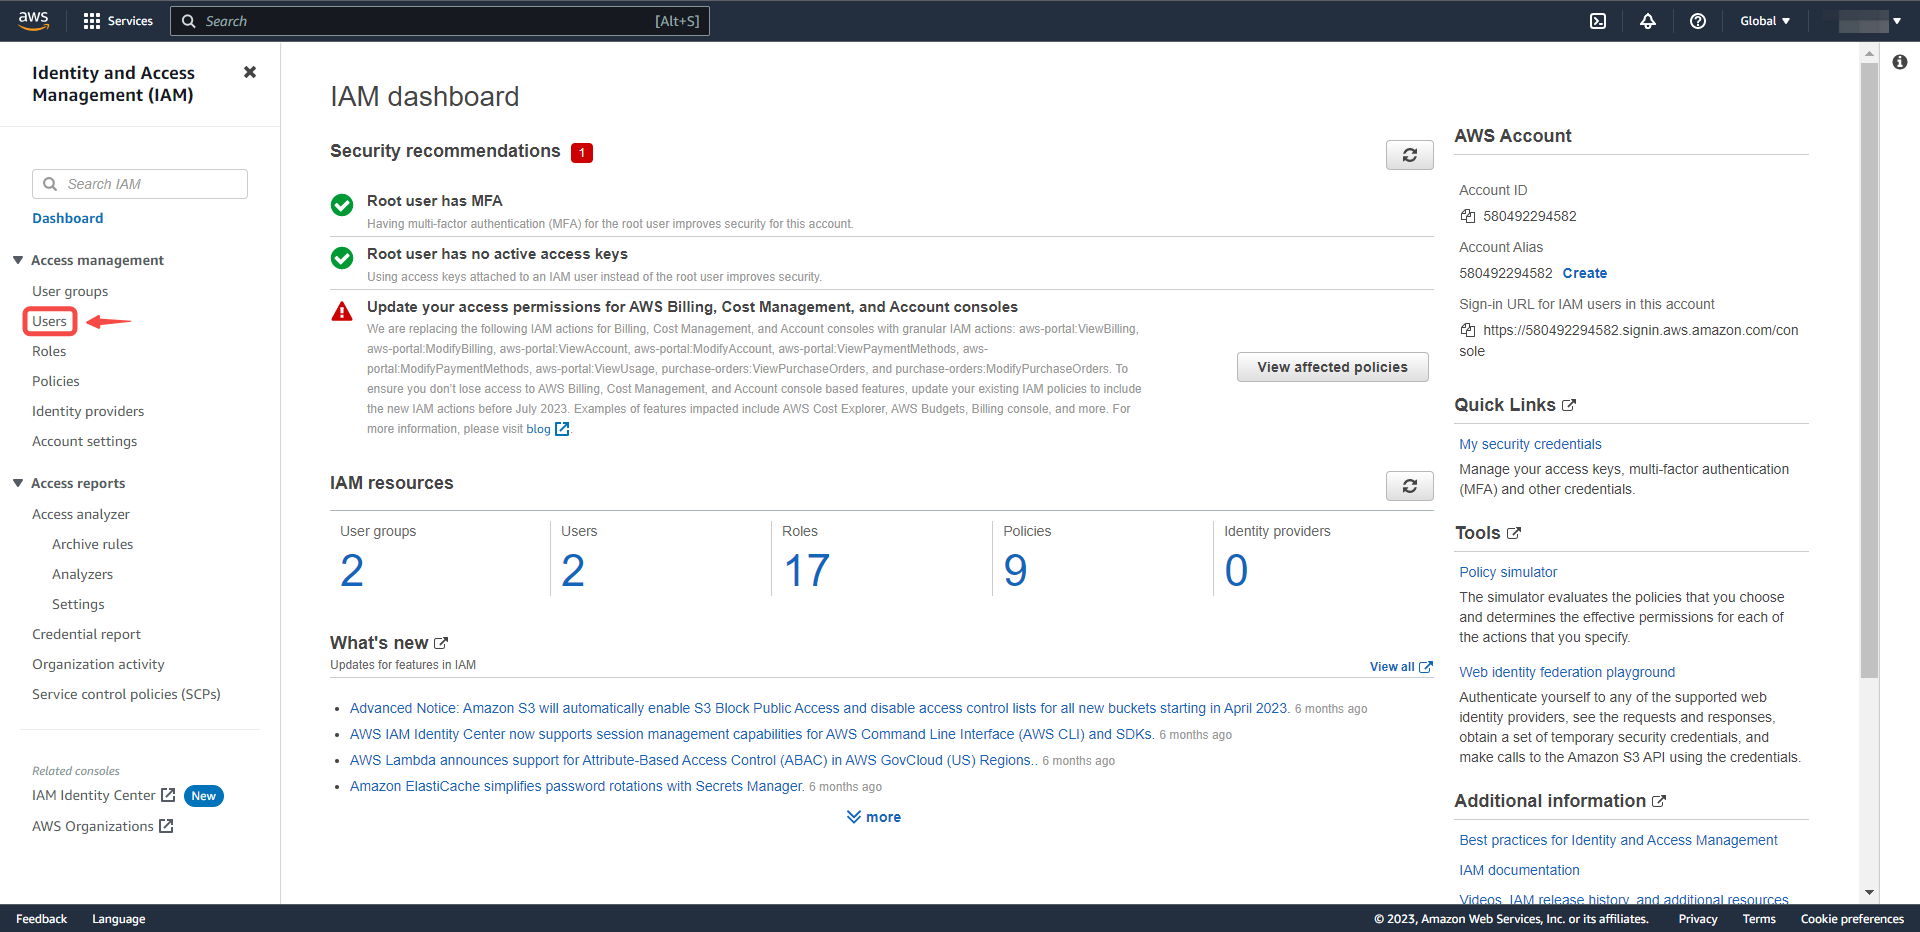 aws
Services
Search
[Alt+S]
Global
Identity and Access
Management (IAM)
Search IAM
Dashboard
Access management
User groups
Users
Roles
Policies
Identity providers
Account settings
Access reports
Access analyzer
Archive rules
Analyzers
Settings
Credential report
Organization activity
Service control policies (SCPs)
Related consoles
IAM Identity Center
New
AWS Organizations
IAM dashboard
Security recommendations 1
Root user has MFA
Having multi-factor authentication (MFA) for the root user improves security for this account.
Root user has no active access keys
Using access keys attached to an IAM user instead of the root user improves security.
Update your access permissions for AWS Billing, Cost Management, and Account consoles
We are replacing the following IAM actions for Billing, Cost Management, and Account consoles with granular IAM actions: aws-portal:ViewBilling,
aws-portal:ModifyBilling, aws-portal:ViewAccount, aws-portal:ModifyAccount, aws-portal:ViewPaymentMethods, aws-
portal:ModifyPaymentMethods, aws-portal:ViewUsage, purchase-orders:ViewPurchaseOrders, and purchase-orders:ModifyPurchaseOrders. To
ensure you don't lose access to AWS Billing, Cost Management, and Account console based features, update your existing IAM policies to include
the new IAM actions before July 2023. Examples of features impacted include AWS Cost Explorer, AWS Budgets, Billing console, and more. For
more information, please visit blog .
View affected policies
IAM resources
User groups
2
Users
2
Roles
17
Policies
9
Identity providers
0
What's new
Updates for features in IAM
View all
Advanced Notice: Amazon S3 will automatically enable S3 Block Public Access and disable access control lists for all new buckets starting in April 2023. 6 months ago
AWS IAM Identity Center now supports session management capabilities for AWS Command Line Interface (AWS CLI) and SDKs. 6 months ago
AWS Lambda announces support for Attribute-Based Access Control (ABAC) in AWS GovCloud (US) Regions.. 6 months ago
Amazon ElastiCache simplifies password rotations with Secrets Manager. 6 months ago
more
AWS Account
Account ID
580492294582
Account Alias
580492294582 Create
Sign-in URL for IAM users in this account
https://580492294582.signin.aws.amazon.com/con
sole
Quick Links
My security credentials
Manage your access keys, multi-factor authentication
(MFA) and other credentials.
Tools
Policy simulator
The simulator evaluates the policies that you choose
and determines the effective permissions for each of
the actions that you specify.
Web identity federation playground
Authenticate yourself to any of the supported web
identity providers, see the requests and responses,
obtain a set of temporary security credentials, and
make calls to the Amazon S3 API using the credentials.
Additional information
Best practices for Identity and Access Management
IAM documentation
Videos, IAM release history, and additional resources
Feedback
Language
© 2023, Amazon Web Services, Inc. or its affiliates.
Privacy
Terms
Cookie preferences